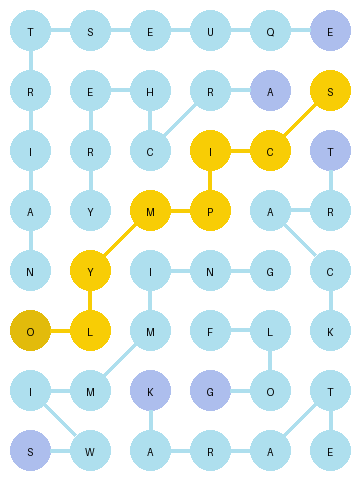 T S E U Q E
R E H R A S
I R C I C T
A Y M P A R
N Y I N G C
O L M F L K
I M K G O T
S W A R A E